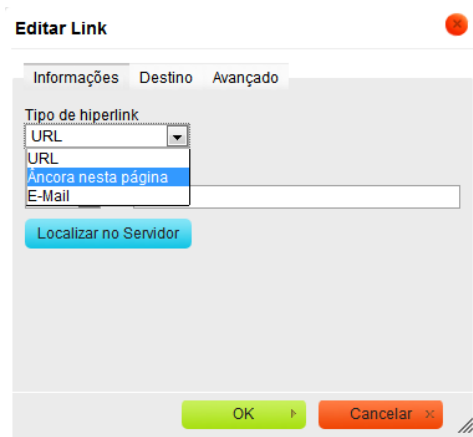 Editar Link
Informações Destino Avançado
Tipo de hiperlink
URL
URL
Âncora nesta página
E-Mail
Localizar no Servidor
OK Cancelar